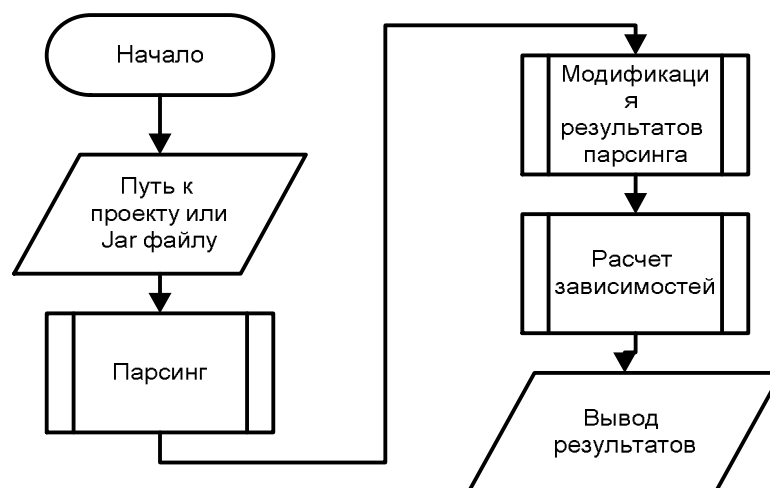 Начало
Путь к
проекту или
Jar файлу
Парсинг
Модификаци
я
результатов
парсинга
Расчет
зависимостей
Вывод
результатов